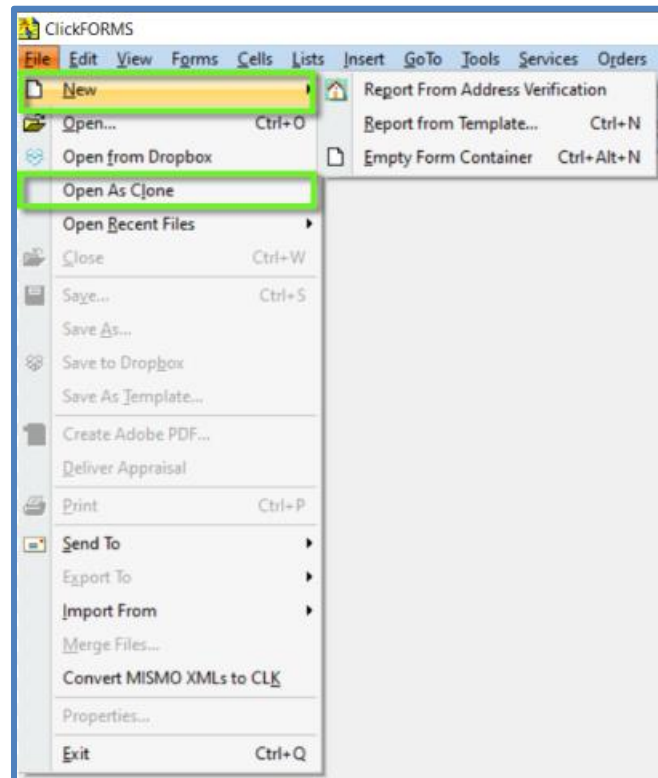 ClickFORMS
File Edit View Forms Cells Lists Insert GoTo Tools Services Orders
New
Report From Address Verification
Open... Ctrl+O
Report from Template... Ctrl+N
Open from Dropbox
Empty Form Container Ctrl+Alt+N
Open As Clone
Open Recent Files
Close Ctrl+W
Save... Ctrl+S
Save As...
Save to Dropbox
Save As Template...
Create Adobe PDF...
Deliver Appraisal
Print Ctrl+P
Send To
Export To
Import From
Merge Files...
Convert MISMO XMLs to CLK
Properties...
Exit Ctrl+Q